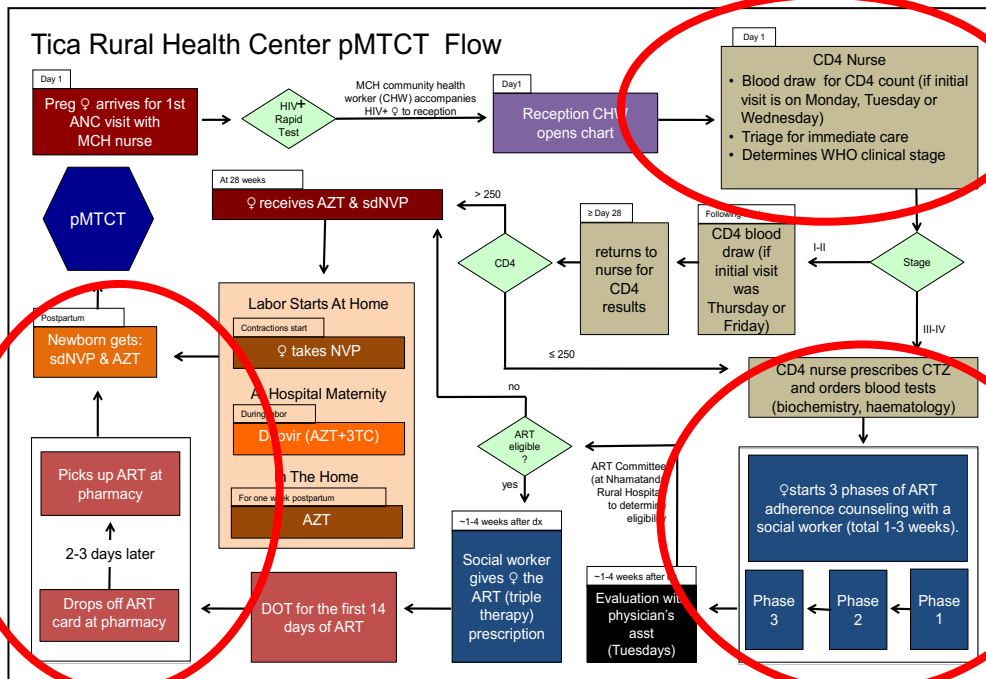 Tica Rural Health Center pMTCT Flow
Day 1
Preg ♀ arrives for 1st
ANC visit with
MCH nurse
HIV+
Rapid
Test
MCH community health
worker (CHW) accompanies
HIV+ ♀ to reception
Day1
Reception CHW
opens chart
Day 1
CD4 Nurse
• Blood draw for CD4 count (if initial
visit is on Monday, Tuesday or
Wednesday)
• Triage for immediate care
• Determines WHO clinical stage
Stage
I-II
III-IV
Following
CD4 blood
draw (if
initial visit
was
Thursday or
Friday)
≥ Day 28
returns to
nurse for
CD4
results
CD4
> 250
≤ 250
At 28 weeks
♀ receives AZT & sdNVP
pMTCT
Labor Starts At Home
Contractions start
♀ takes NVP
At Hospital Maternity
During labor
Duovir (AZT+3TC)
In The Home
For one week postpartum
AZT
Postpartum
Newborn gets:
sdNVP & AZT
CD4 nurse prescribes CTZ
and orders blood tests
(biochemistry, haematology)
♀starts 3 phases of ART
adherence counseling with a
social worker (total 1-3 weeks).
Phase
1
Phase
2
Phase
3
~1-4 weeks after
Evaluation with
physician's
asst
(Tuesdays)
ART Committee
(at Nhamatanda
Rural Hospital
to determine
eligibility
ART
eligible
?
no
yes
~1-4 weeks after dx
Social worker
gives ♀ the
ART (triple
therapy)
prescription
DOT for the first 14
days of ART
Drops off ART
card at pharmacy
2-3 days later
Picks up ART at
pharmacy